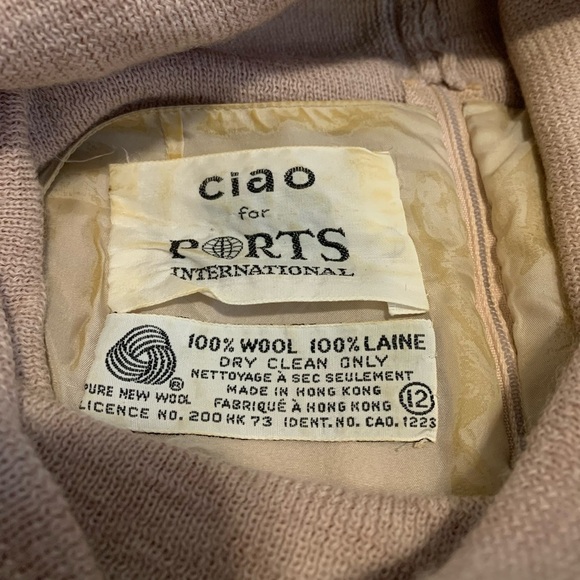 ciao
for
PORTS
INTERNATIONAL
100% WOOL 100% LAINE
DRY CLEAN ONLY
NETTOYAGE À SEC SEULEMENT
MADE IN HONG KONG
PURE NEW WOOL ® FABRIQUÉ À HONG KONG 12
LICENCE NO. 200 HK 73 IDENT. NO. CAO. 1223